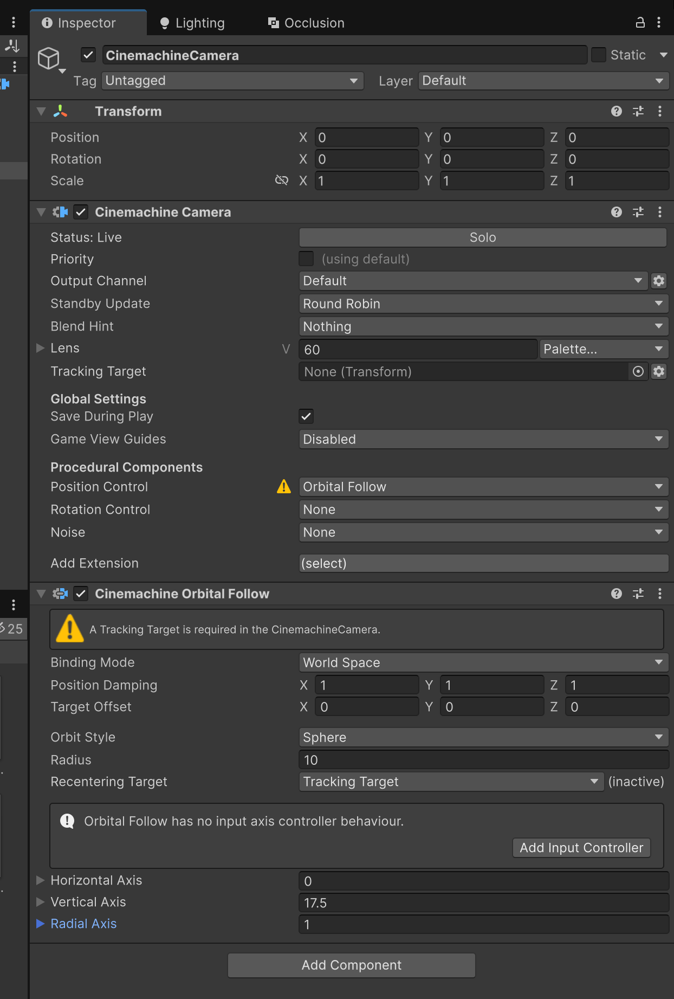 Inspector Lighting Occlusion
CinemachineCamera Static
Tag Untagged Layer Default
Transform
Position X 0 Y 0 Z 0
Rotation X 0 Y 0 Z 0
Scale X 1 Y 1 Z 1
Cinemachine Camera
Status: Live Solo
Priority (using default)
Output Channel Default
Standby Update Round Robin
Blend Hint Nothing
Lens V 60 Palette...
Tracking Target None (Transform)
Global Settings
Save During Play
Game View Guides Disabled
Procedural Components
Position Control Orbital Follow
Rotation Control None
Noise None
Add Extension (select)
Cinemachine Orbital Follow
25
A Tracking Target is required in the CinemachineCamera.
Binding Mode World Space
Position Damping X 1 Y 1 Z 1
Target Offset X 0 Y 0 Z 0
Orbit Style Sphere
Radius 10
Recentering Target Tracking Target (inactive)
Orbital Follow has no input axis controller behaviour.
Add Input Controller
Horizontal Axis 0
Vertical Axis 17.5
Radial Axis 1
Add Component